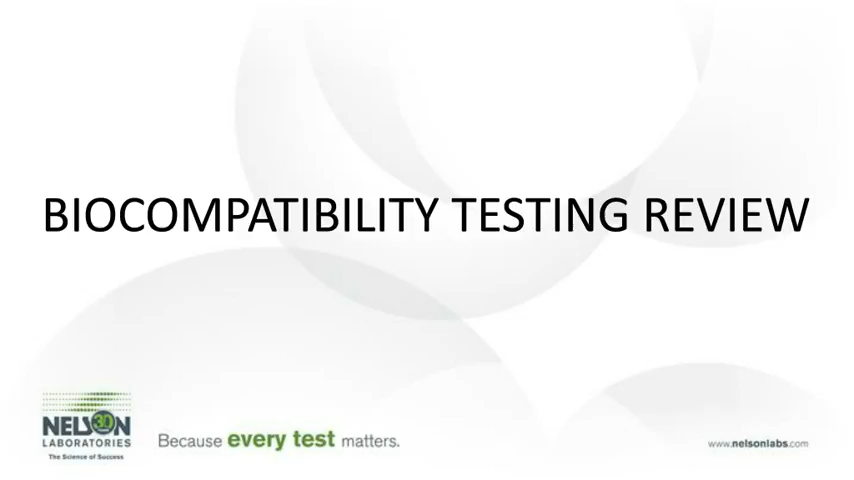 BIOCOMPATIBILITY TESTING REVIEW
NELSON
LABORATORIES
The Science of Success
Because every test matters.
www.nelsonlabs.com